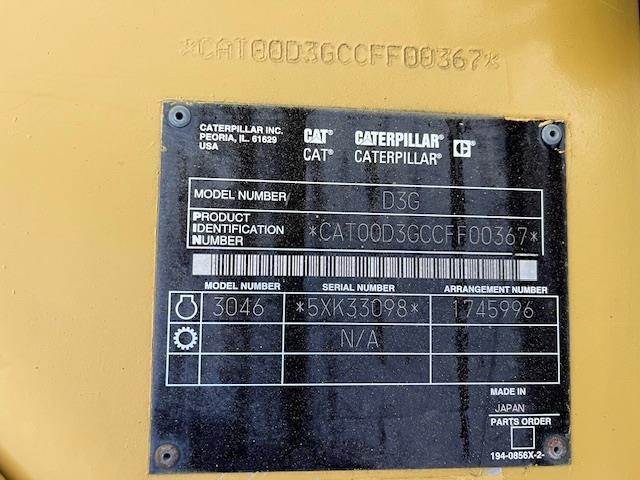 *CAT00D3GCCFF00367*
CATERPILLAR INC. CAT® CATERPILLAR® C®
PEORIA, IL. 61629
USA CAT® CATERPILLAR®
MODEL NUMBER D3G
PRODUCT
IDENTIFICATION *CAT00D3GCCFF00367*
NUMBER
MODEL NUMBER SERIAL NUMBER ARRANGEMENT NUMBER
3046 *5XK33098* 1745996
N/A
MADE IN
JAPAN
PARTS ORDER
194-0856X-2-